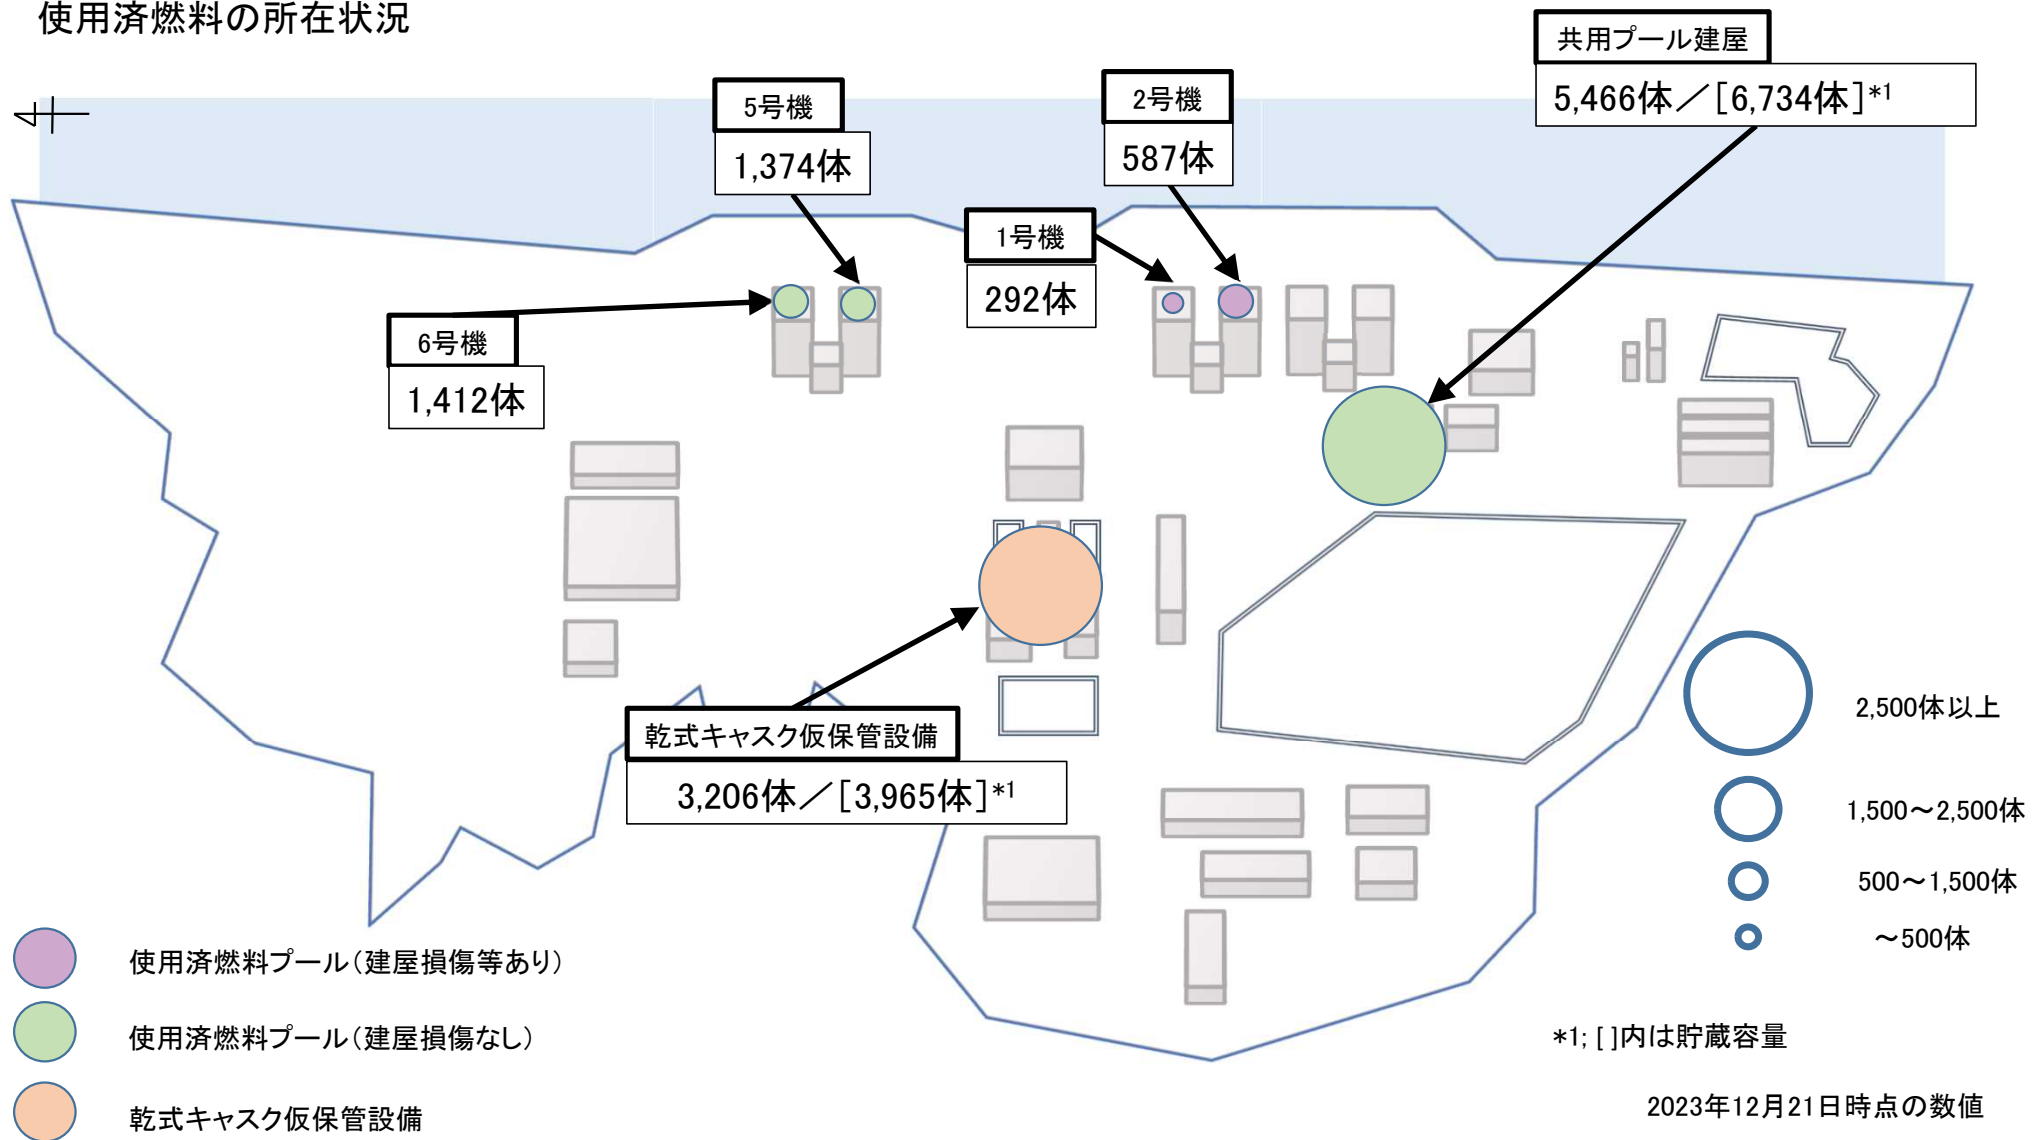 使用済燃料の所在状況
共用プール建屋
5,466体／[6,734体]*1
5号機
1,374体
2号機
587体
1号機
292体
6号機
1,412体
乾式キャスク仮保管設備
3,206体／[3,965体]*1
2,500体以上
1,500～2,500体
500～1,500体
～500体
使用済燃料プール(建屋損傷等あり)
使用済燃料プール(建屋損傷なし)
乾式キャスク仮保管設備
*1; [ ]内は貯蔵容量
2023年12月21日時点の数値